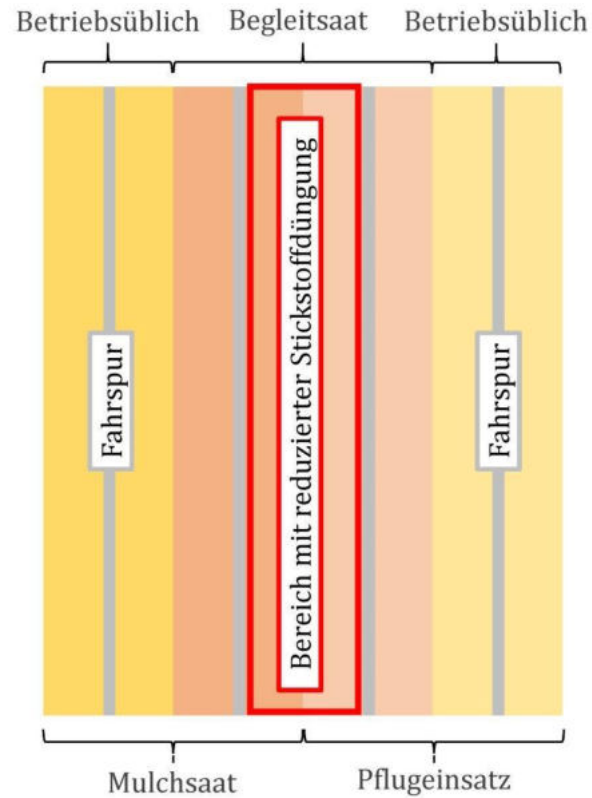 Betriebsüblich
Begleitsaat
Betriebsüblich
Fahrspur
Bereich mit reduzierter Stickstoffdüngung
Fahrspur
Mulchsaat
Pflugeinsatz